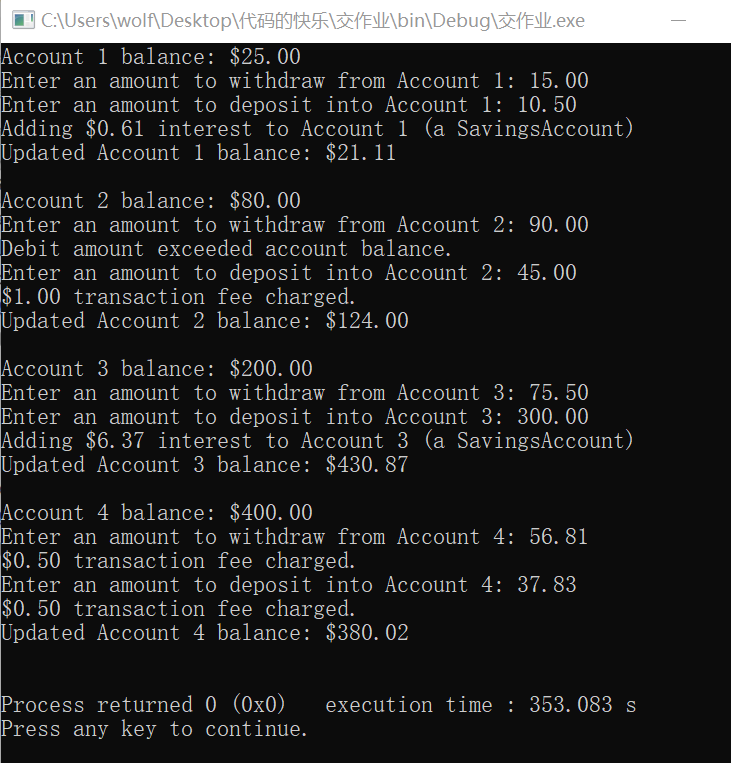 C:\Users\wolf\Desktop\代码的快乐\交作业\bin\Debug\交作业.exe
Account 1 balance: $25.00
Enter an amount to withdraw from Account 1: 15.00
Enter an amount to deposit into Account 1: 10.50
Adding $0.61 interest to Account 1 (a SavingsAccount)
Updated Account 1 balance: $21.11
Account 2 balance: $80.00
Enter an amount to withdraw from Account 2: 90.00
Debit amount exceeded account balance.
Enter an amount to deposit into Account 2: 45.00
$1.00 transaction fee charged.
Updated Account 2 balance: $124.00
Account 3 balance: $200.00
Enter an amount to withdraw from Account 3: 75.50
Enter an amount to deposit into Account 3: 300.00
Adding $6.37 interest to Account 3 (a SavingsAccount)
Updated Account 3 balance: $430.87
Account 4 balance: $400.00
Enter an amount to withdraw from Account 4: 56.81
$0.50 transaction fee charged.
Enter an amount to deposit into Account 4: 37.83
$0.50 transaction fee charged.
Updated Account 4 balance: $380.02
Process returned 0 (0x0)   execution time : 353.083 s
Press any key to continue.